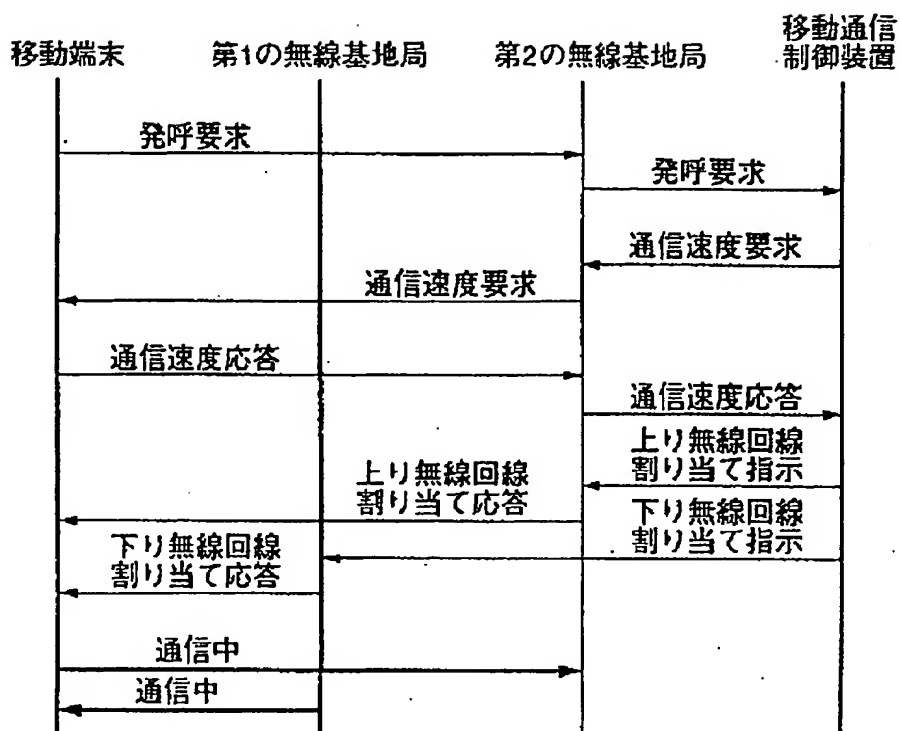 移動端末
第1の無線基地局
第2の無線基地局
移動通信
制御装置
発呼要求
発呼要求
通信速度要求
通信速度要求
通信速度応答
通信速度応答
上り無線回線
割り当て指示
上り無線回線
割り当て応答
下り無線回線
割り当て指示
下り無線回線
割り当て応答
通信中
通信中